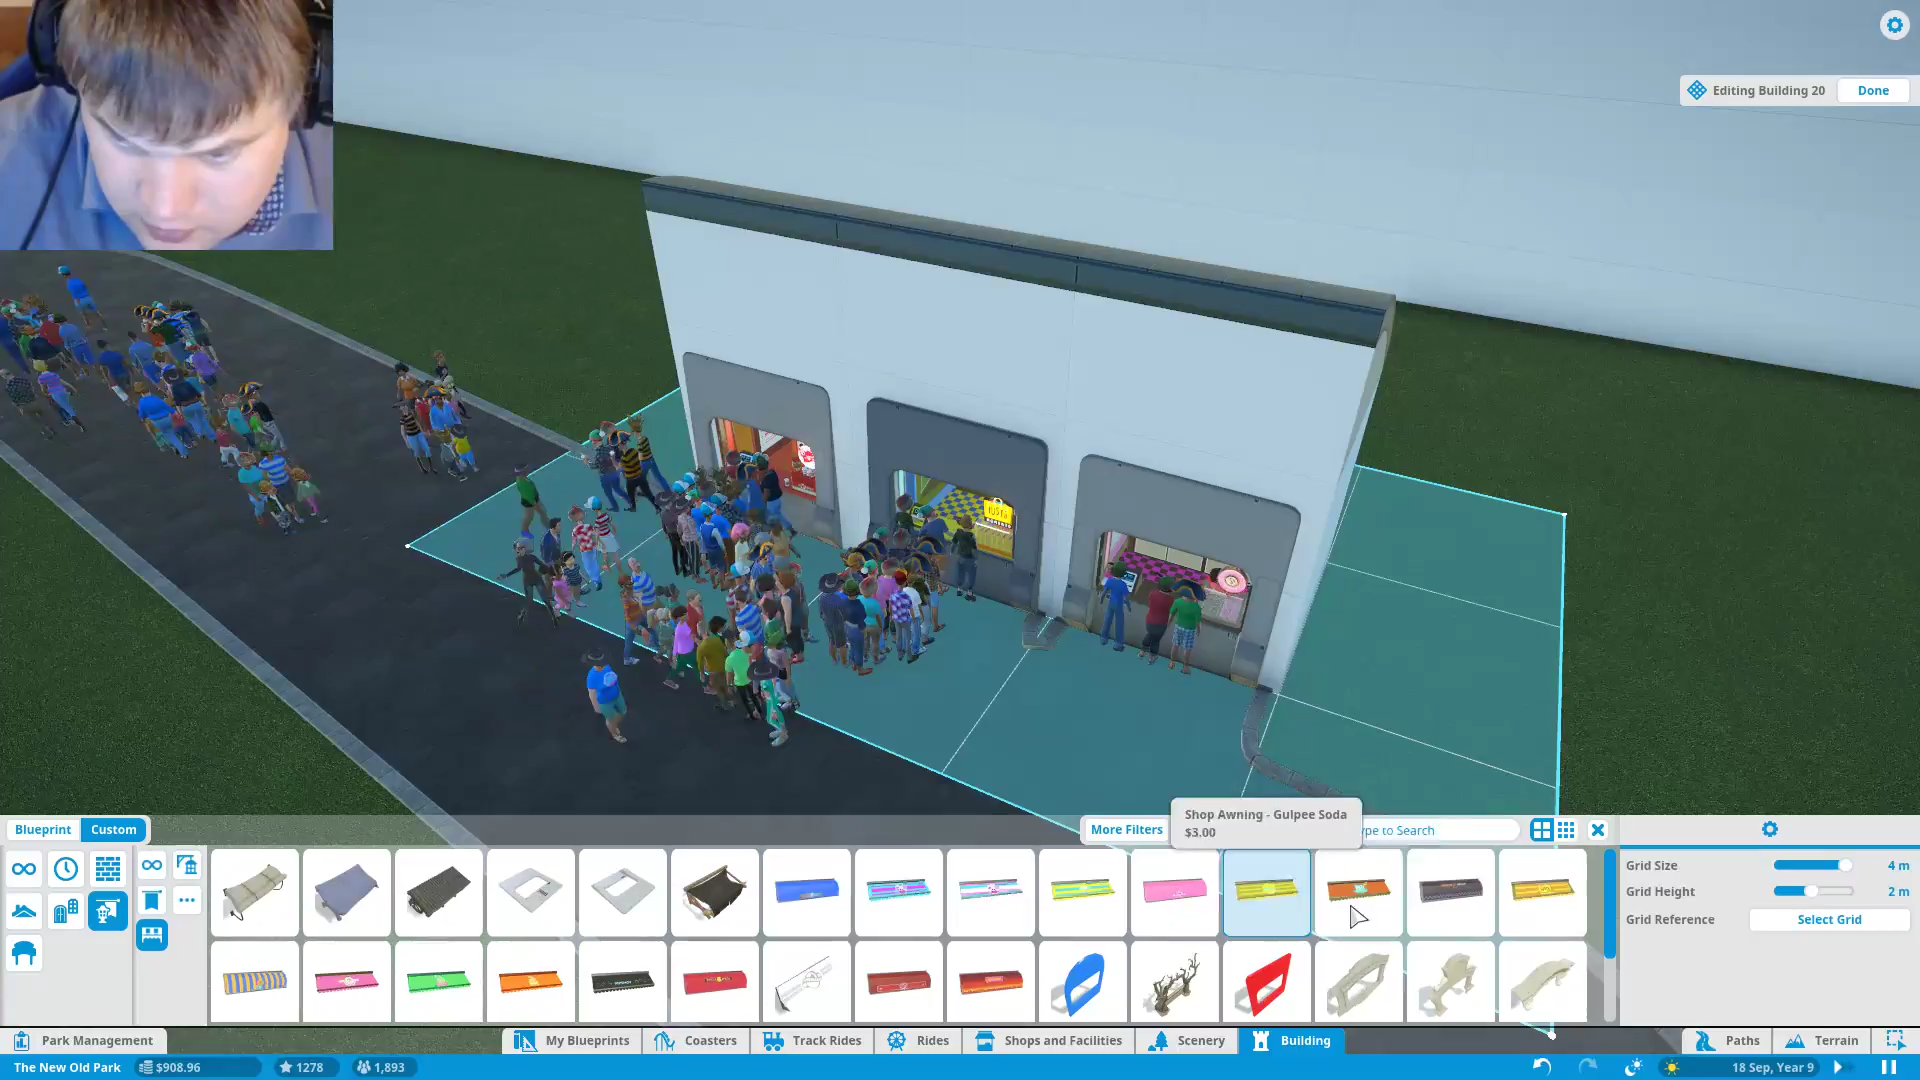 Editing Building 20
Done
Shop Awning - Gulpee Soda
$3.00
Blueprint
Custom
More Filters
ype to Search
Grid Size
4 m
Grid Height
2 m
Grid Reference
Select Grid
Park Management
My Blueprints
Coasters
Track Rides
Rides
Shops and Facilities
Scenery
Building
Paths
Terrain
The New Old Park
$908.96
1278
1,893
18 Sep, Year 9